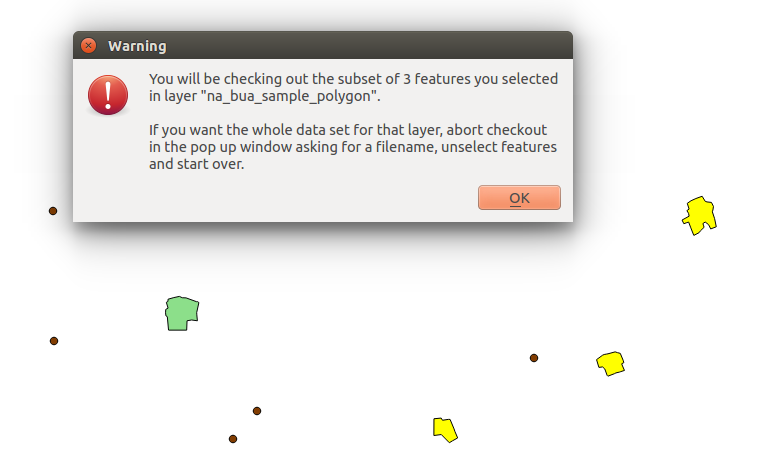 Warning
You will be checking out the subset of 3 features you selected
in layer "na_bua_sample_polygon".
If you want the whole data set for that layer, abort checkout
in the pop up window asking for a filename, unselect features
and start over.
OK